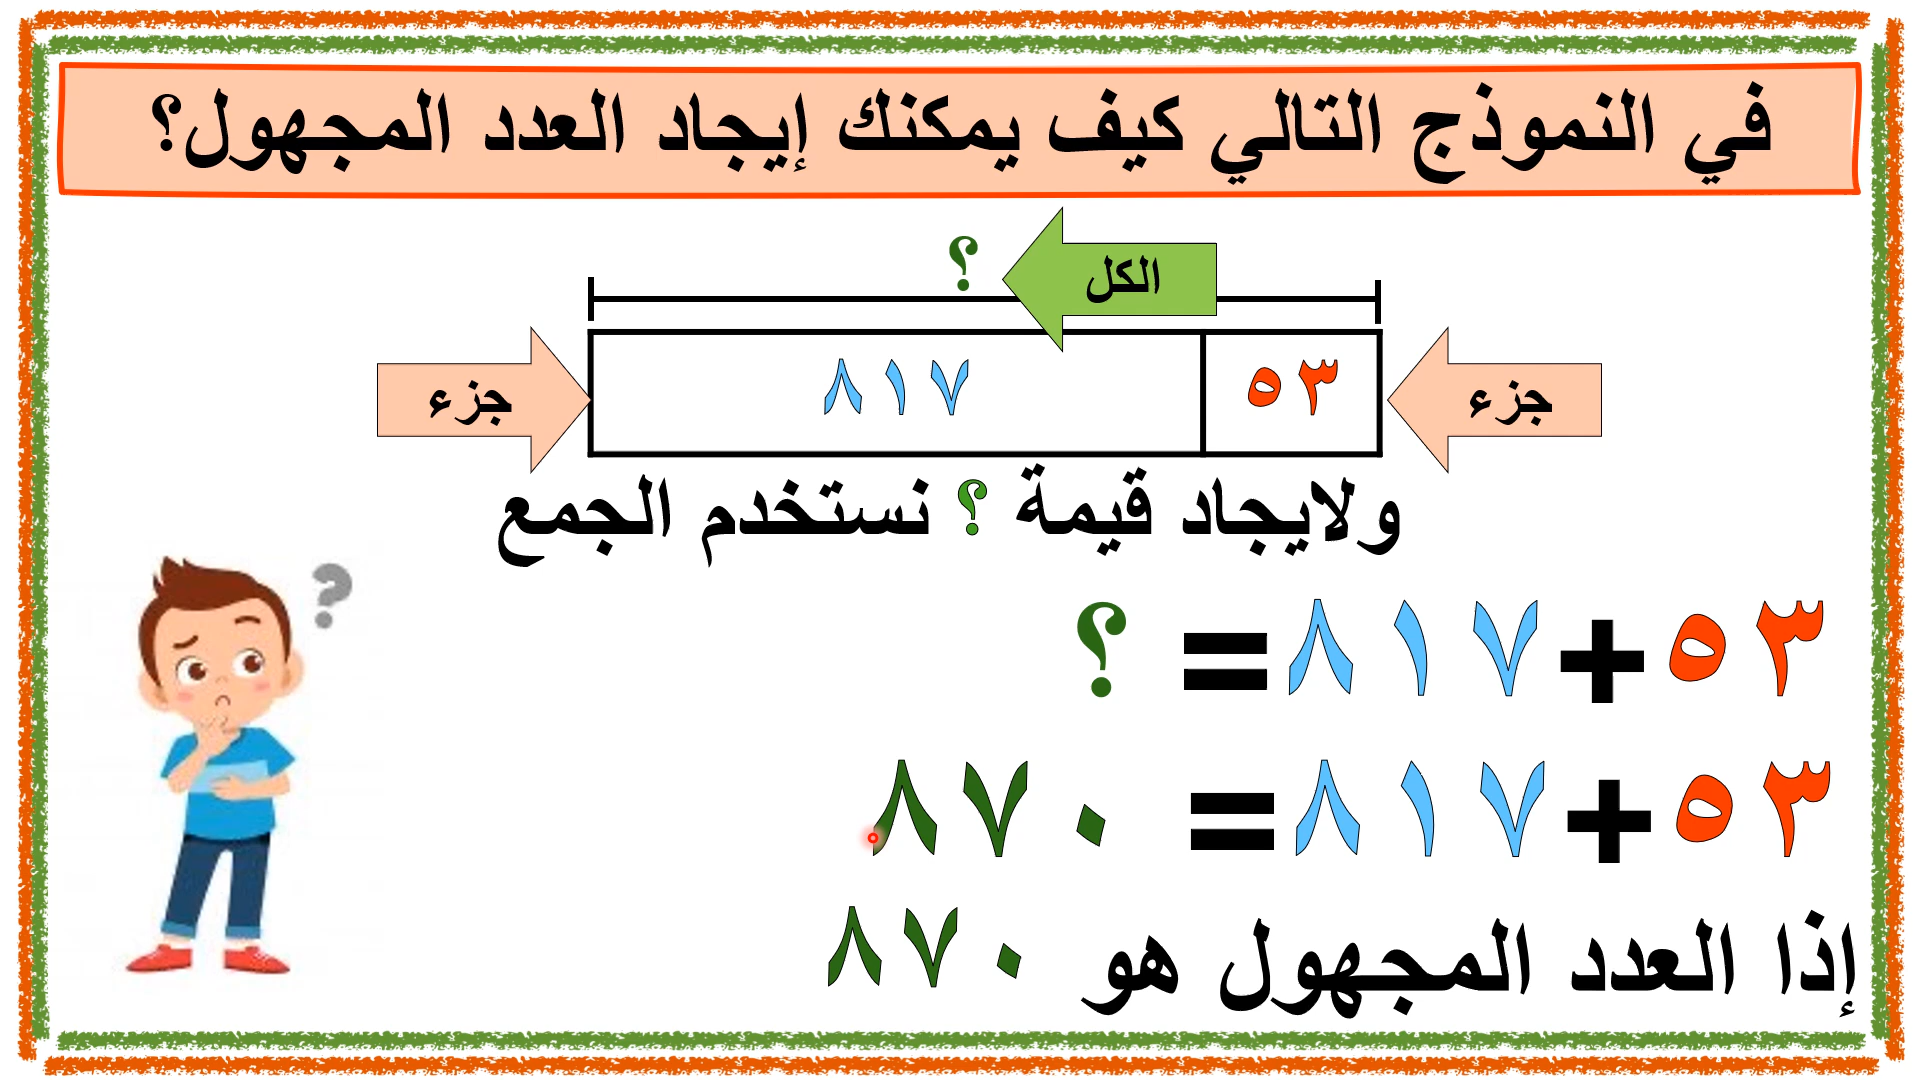 في النموذج التالي كيف يمكنك إيجاد العدد المجهول؟
؟
الكل
جزء
٥٣
٨١٧
جزء
ولايجاد قيمة ؟ نستخدم الجمع
٥٣+٨١٧= ؟
٥٣+٨١٧= ٨٧٠
إذا العدد المجهول هو ٨٧٠
?